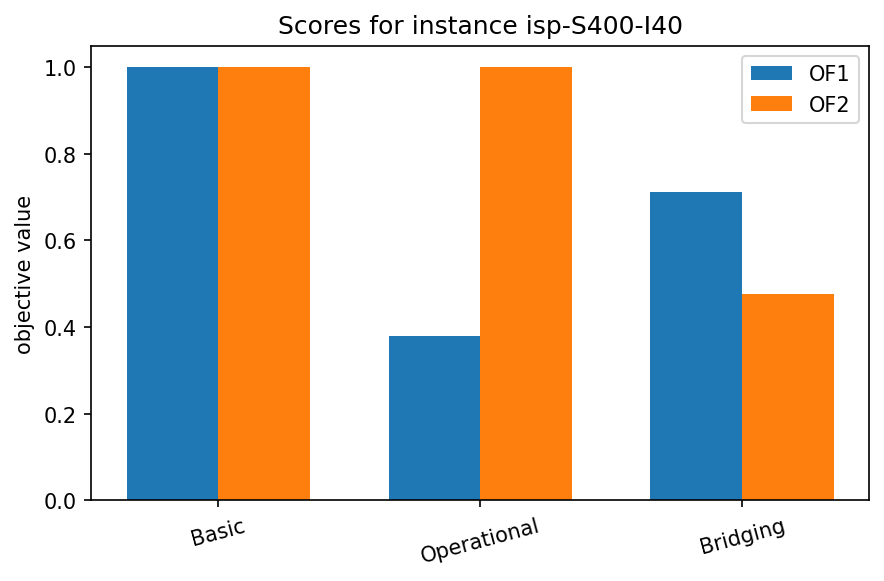 Scores for instance isp-S400-I40
OF1
OF2
objective value
1.0
0.8
0.6
0.4
0.2
0.0
Basic
Operational
Bridging